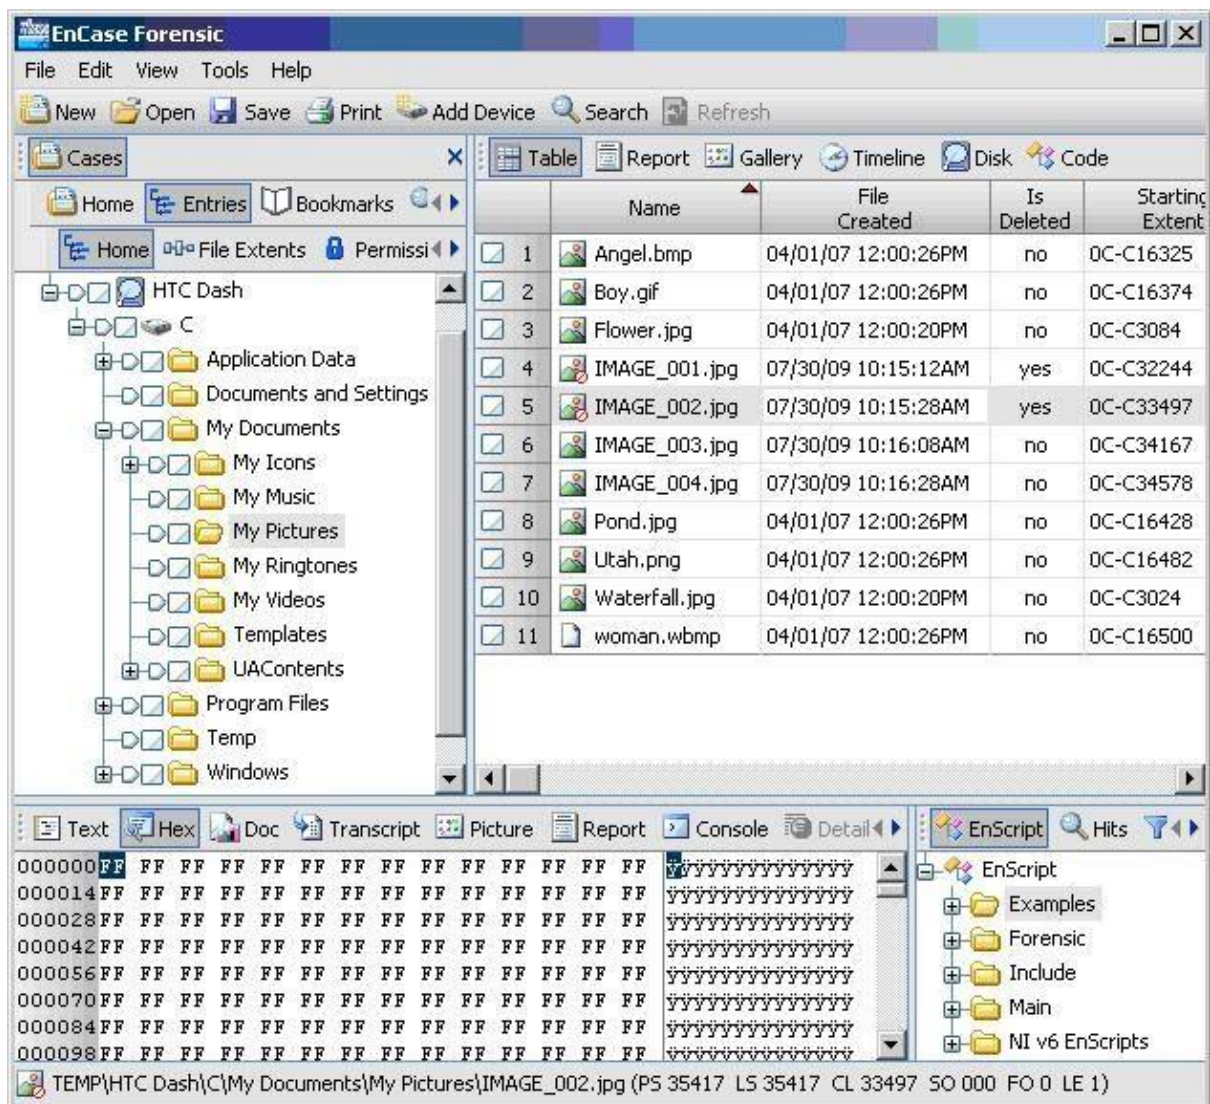 EnCase Forensic
File Edit View Tools Help
New Open Save Print Add Device Search Refresh
Cases
Home Entries Bookmarks
Home File Extents Permissi
HTC Dash
C
Application Data
Documents and Settings
My Documents
My Icons
My Music
My Pictures
My Ringtones
My Videos
Templates
UAContents
Program Files
Temp
Windows
Table Report Gallery Timeline Disk Code
Name File Created Is Deleted Starting Extent
1 Angel.bmp 04/01/07 12:00:26PM no 0C-C16325
2 Boy.gif 04/01/07 12:00:26PM no 0C-C16374
3 Flower.jpg 04/01/07 12:00:20PM no 0C-C3084
4 IMAGE_001.jpg 07/30/09 10:15:12AM yes 0C-C32244
5 IMAGE_002.jpg 07/30/09 10:15:28AM yes 0C-C33497
6 IMAGE_003.jpg 07/30/09 10:16:08AM no 0C-C34167
7 IMAGE_004.jpg 07/30/09 10:16:28AM no 0C-C34578
8 Pond.jpg 04/01/07 12:00:26PM no 0C-C16428
9 Utah.png 04/01/07 12:00:26PM no 0C-C16482
10 Waterfall.jpg 04/01/07 12:00:20PM no 0C-C3024
11 woman.wbmp 04/01/07 12:00:26PM no 0C-C16500
Text Hex Doc Transcript Picture Report Console Detail
000000 FF FF FF FF FF FF FF FF FF FF FF FF FF FF ÿÿÿÿÿÿÿÿÿÿÿÿÿÿ
000014 FF FF FF FF FF FF FF FF FF FF FF FF FF FF ÿÿÿÿÿÿÿÿÿÿÿÿÿÿ
000028 FF FF FF FF FF FF FF FF FF FF FF FF FF FF ÿÿÿÿÿÿÿÿÿÿÿÿÿÿ
000042 FF FF FF FF FF FF FF FF FF FF FF FF FF FF ÿÿÿÿÿÿÿÿÿÿÿÿÿÿ
000056 FF FF FF FF FF FF FF FF FF FF FF FF FF FF ÿÿÿÿÿÿÿÿÿÿÿÿÿÿ
000070 FF FF FF FF FF FF FF FF FF FF FF FF FF FF ÿÿÿÿÿÿÿÿÿÿÿÿÿÿ
000084 FF FF FF FF FF FF FF FF FF FF FF FF FF FF ÿÿÿÿÿÿÿÿÿÿÿÿÿÿ
000098 FF FF FF FF FF FF FF FF FF FF FF FF FF FF ÿÿÿÿÿÿÿÿÿÿÿÿÿÿ
EnScript Hits
EnScript
Examples
Forensic
Include
Main
NI v6 EnScripts
TEMP\HTC Dash\C\My Documents\My Pictures\IMAGE_002.jpg (PS 35417 LS 35417 CL 33497 SO 000 FO 0 LE 1)